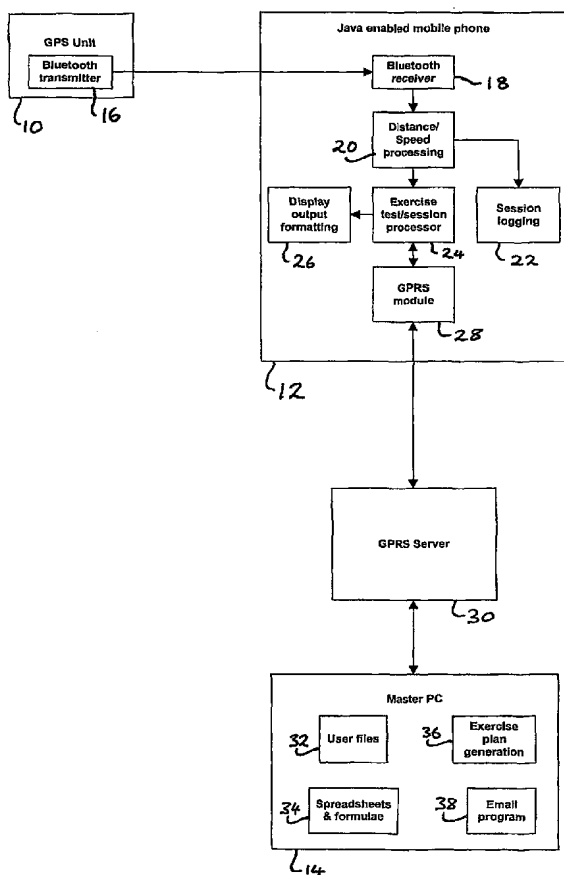 GPS Unit
Bluetooth
transmitter
16
10
Java enabled mobile phone
Bluetooth
receiver
18
Distance/
Speed
processing
20
Display
output
formatting
26
Exercise
test/session
processor
24
Session
logging
22
GPRS
module
28
12
GPRS Server
30
Master PC
32
User files
36
Exercise
plan
generation
34
Spreadsheets
& formulae
38
Email
program
14